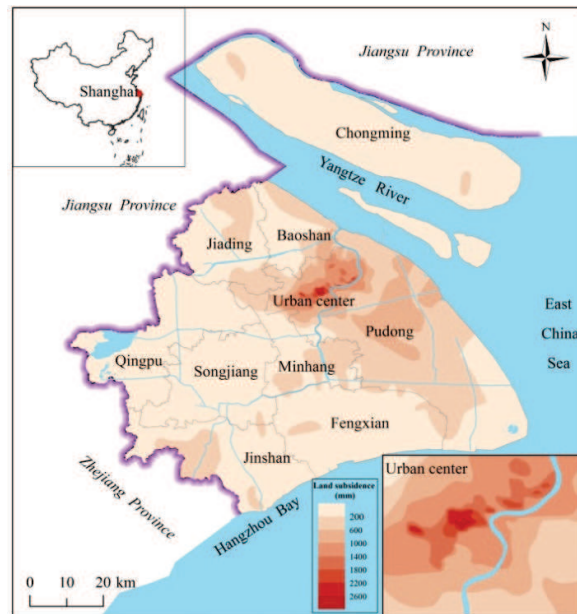 N
Jiangsu Province
Shanghai
Chongming
Yangtze River
Jiangsu Province
Baoshan
Jiading
Urban center
East
China
Sea
Pudong
Qingpu
Songjiang
Minhang
Fengxian
Jinshan
Zhejiang Province
Hangzhou Bay
Land subsidence
(mm)
200
600
1000
1400
1800
2200
2600
Urban center
0 10 20 km